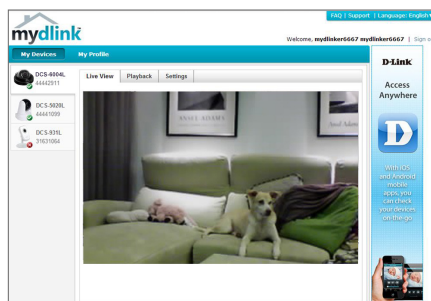 FAQ | Support | Language: English
mydlink
Welcome, mydlinker6667 mydlinker6667 | Sign o
My Devices
My Profile
DCS-6004L
44442911
DCS-5020L
44441099
DCS-931L
31631064
Live View
Playback
Settings
ANSEL ADAMS
D-Link
Access
Anywhere
D
With iOS
and Android
mobile
apps, you
can check
your devices
on-the-go